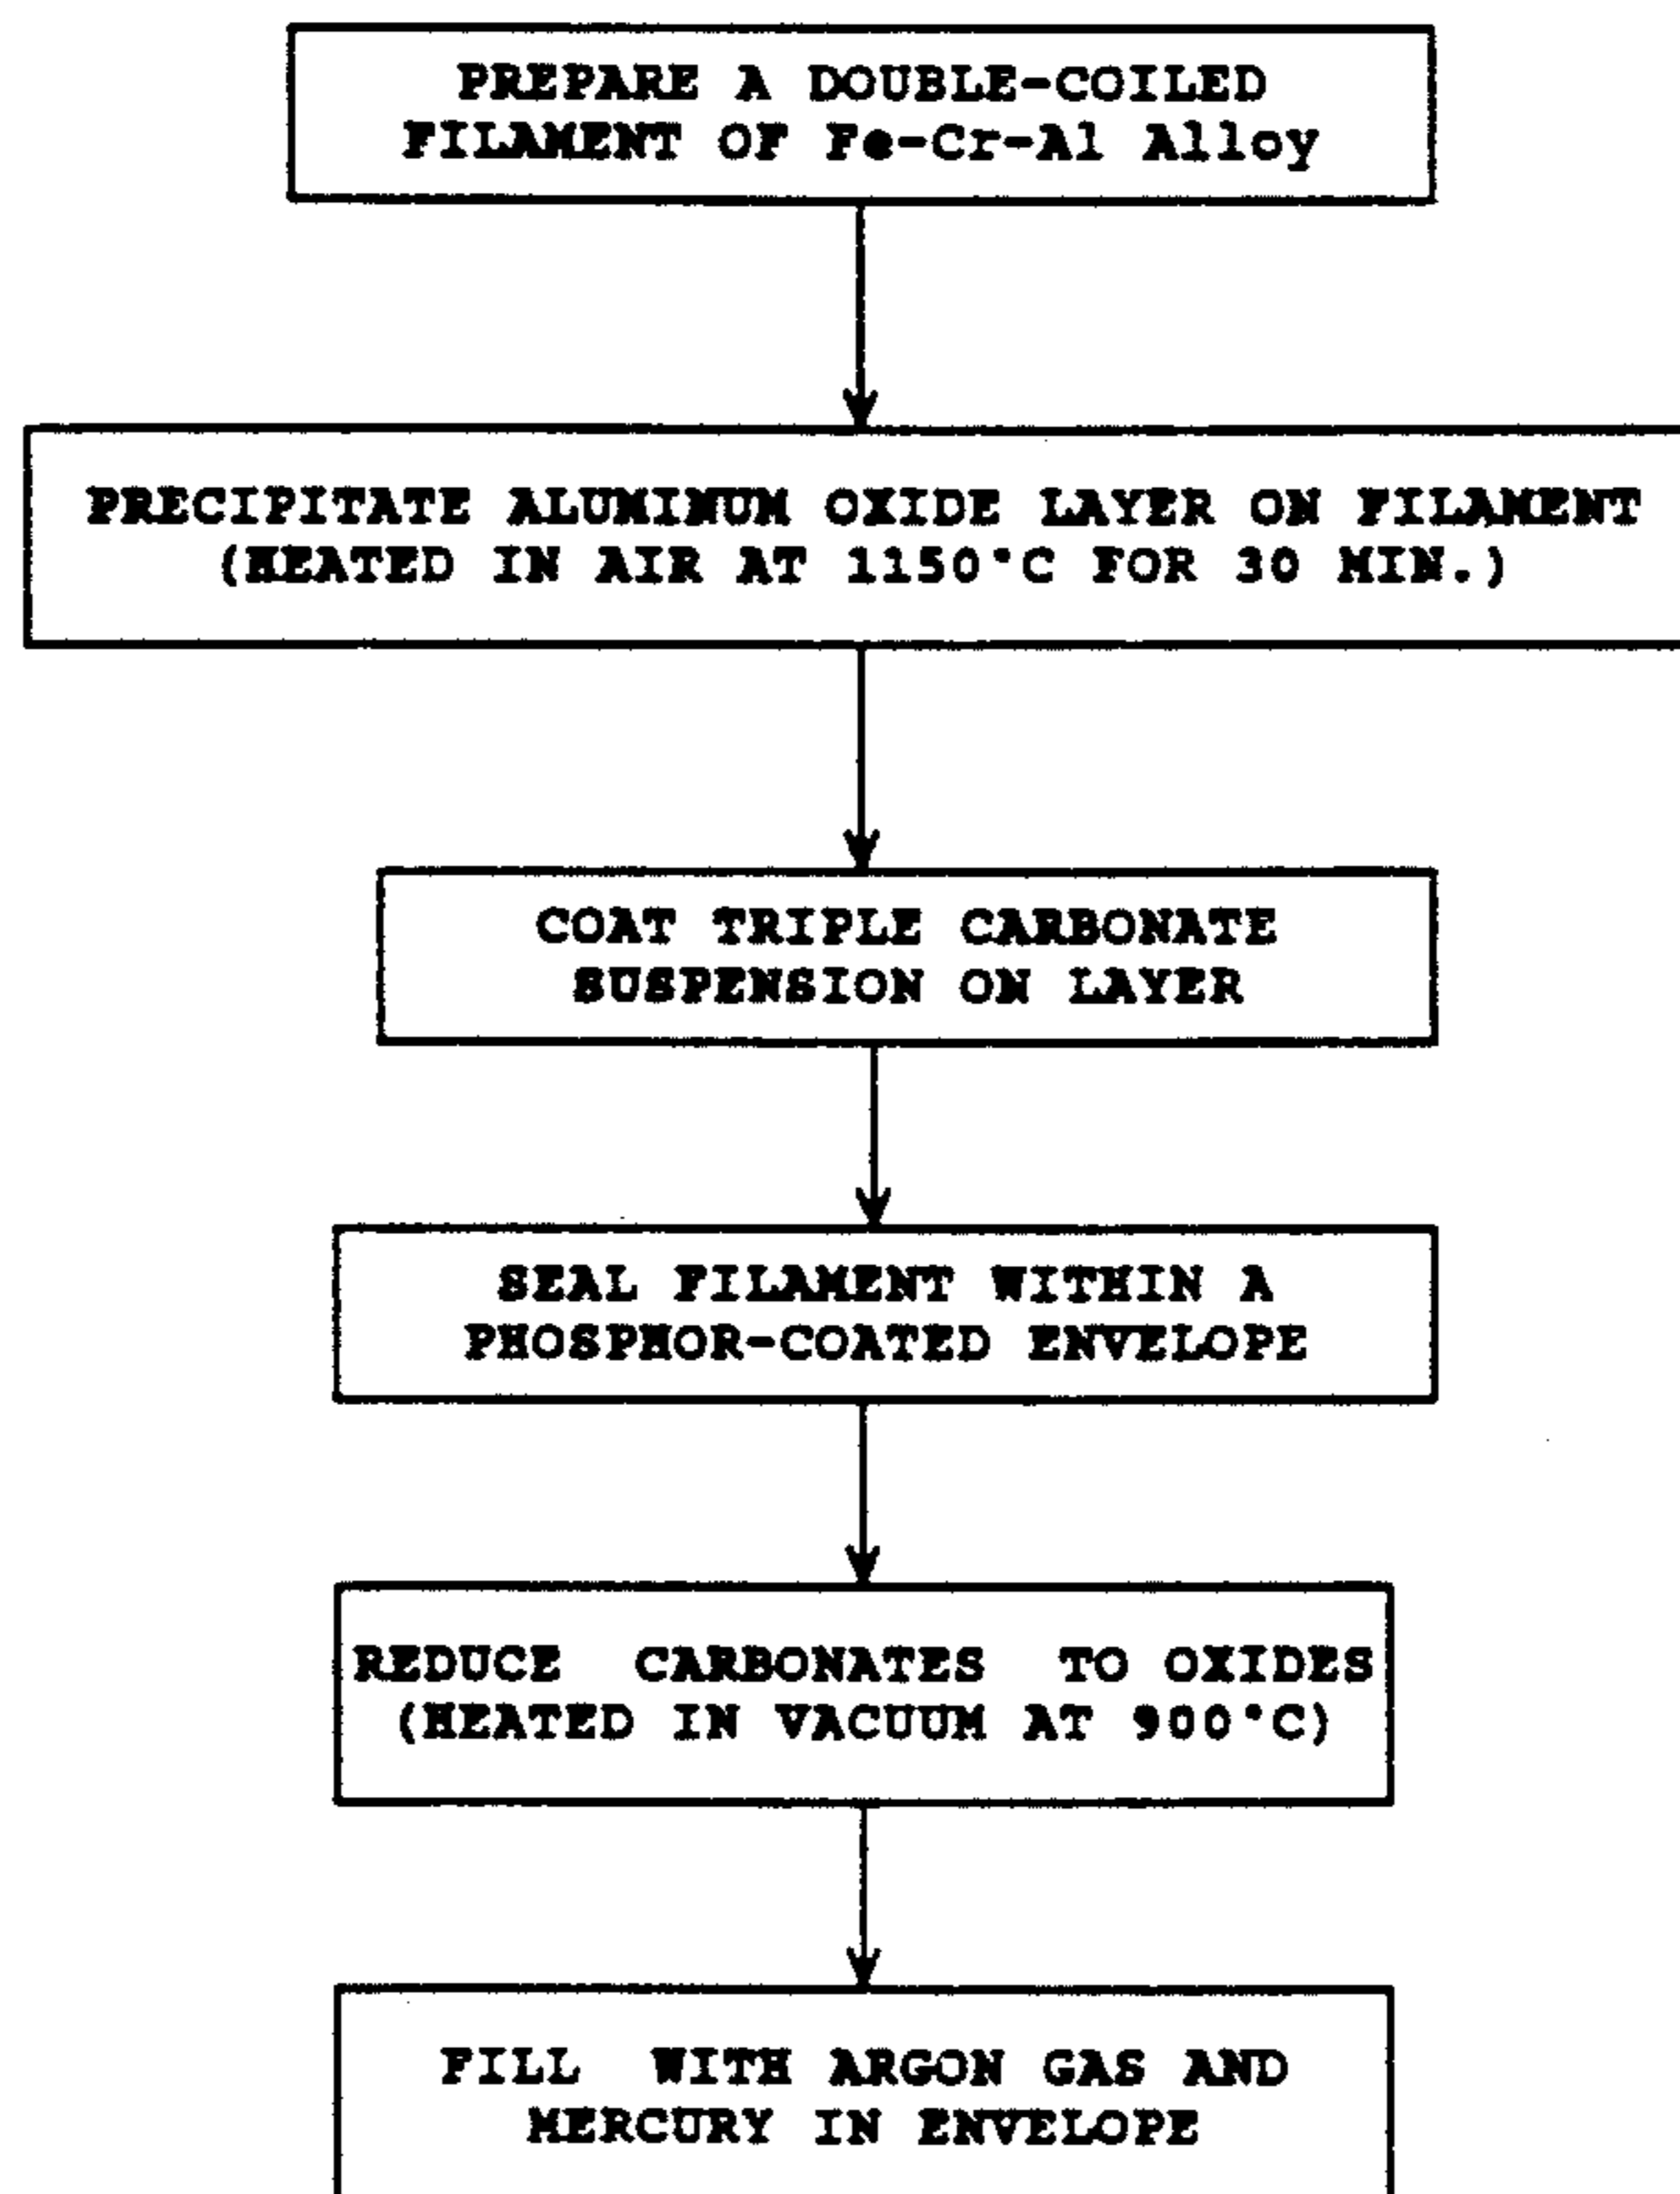 PREPARE A DOUBLE-COILED
FILAMENT OF Fe-Cr-Al Alloy
PRECIPITATE ALUMINUM OXIDE LAYER ON FILAMENT
(HEATED IN AIR AT 1150°C FOR 30 MIN.)
COAT TRIPLE CARBONATE
SUSPENSION ON LAYER
SEAL FILAMENT WITHIN A
PHOSPHOR-COATED ENVELOPE
REDUCE CARBONATES TO OXIDES
(HEATED IN VACUUM AT 900°C)
FILL WITH ARGON GAS AND
MERCURY IN ENVELOPE